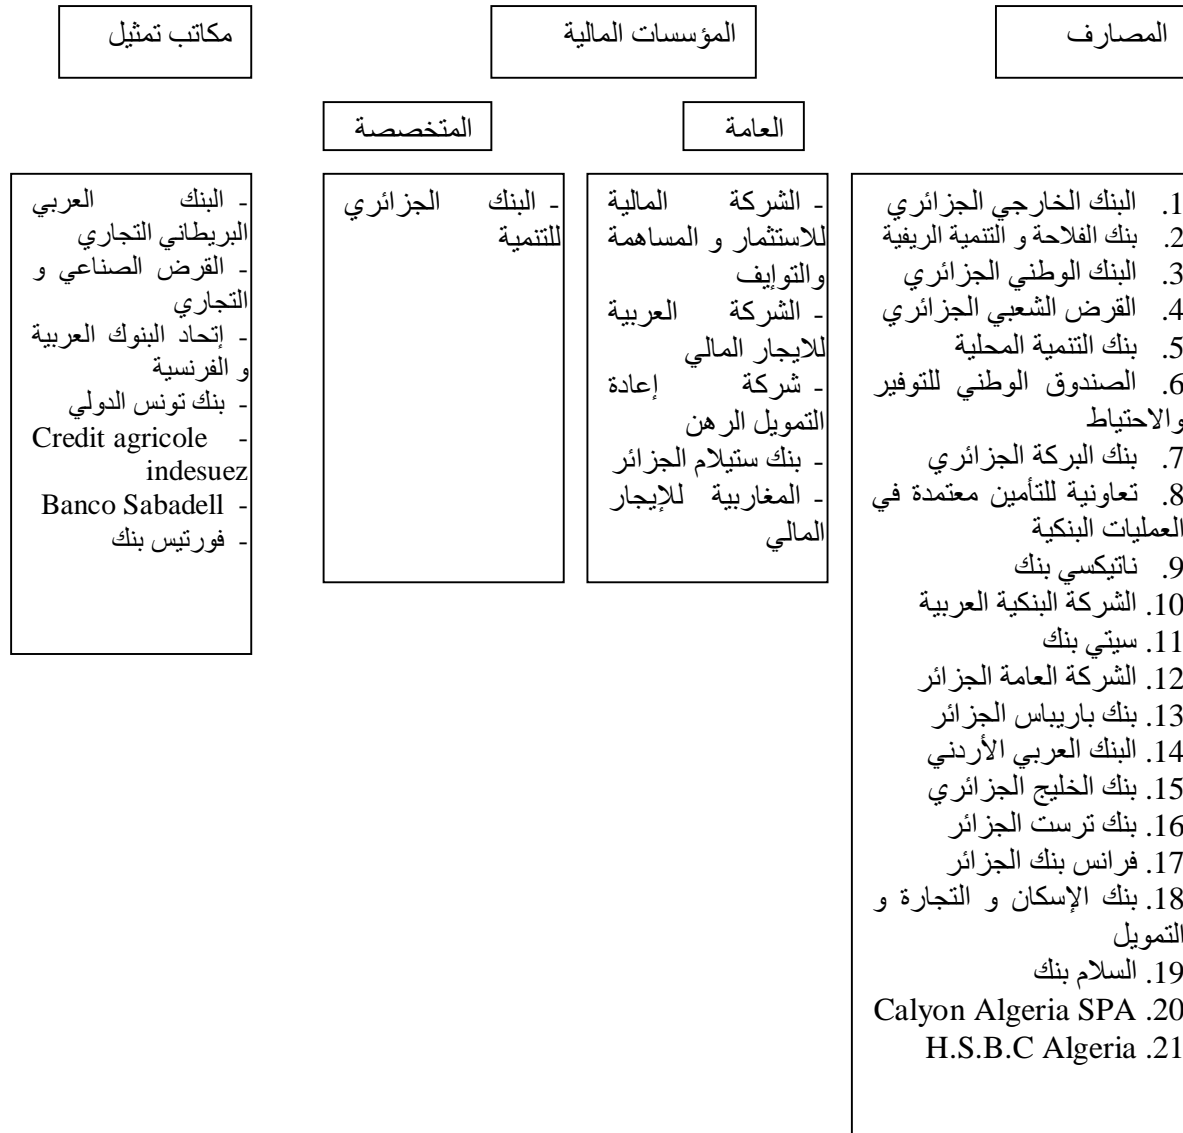 المصارف
المؤسسات المالية
مكاتب تمثيل
العامة
المتخصصة
1. البنك الخارجي الجزائري
2. بنك الفلاحة و التنمية الريفية
3. البنك الوطني الجزائري
4. القرض الشعبي الجزائري
5. بنك التنمية المحلية
6. الصندوق الوطني للتوفير
والاحتياط
7. بنك البركة الجزائري
8. تعاونية للتأمين معتمدة في
العمليات البنكية
9. ناتيكسي بنك
10. الشركة البنكية العربية
11. سيتي بنك
12. الشركة العامة الجزائر
13. بنك باريباس الجزائر
14. البنك العربي الأردني
15. بنك الخليج الجزائري
16. بنك ترست الجزائر
17. فرانس بنك الجزائر
18. بنك الإسكان و التجارة و
التمويل
19. السلام بنك
20. Calyon Algeria SPA
21. H.S.B.C Algeria
- الشركة المالية
للاستثمار و المساهمة
والتوايف
- الشركة العربية
للايجار المالي
- شركة إعادة
التمويل الرهن
- بنك ستيلام الجزائر
- المغاربية للإيجار
المالي
- البنك الجزائري
للتنمية
- البنك العربي
البريطاني التجاري
- القرض الصناعي و
التجاري
- إتحاد البنوك العربية
و الفرنسية
- بنك تونس الدولي
- Credit agricole
indesuez
- Banco Sabadell
- فورتيس بنك